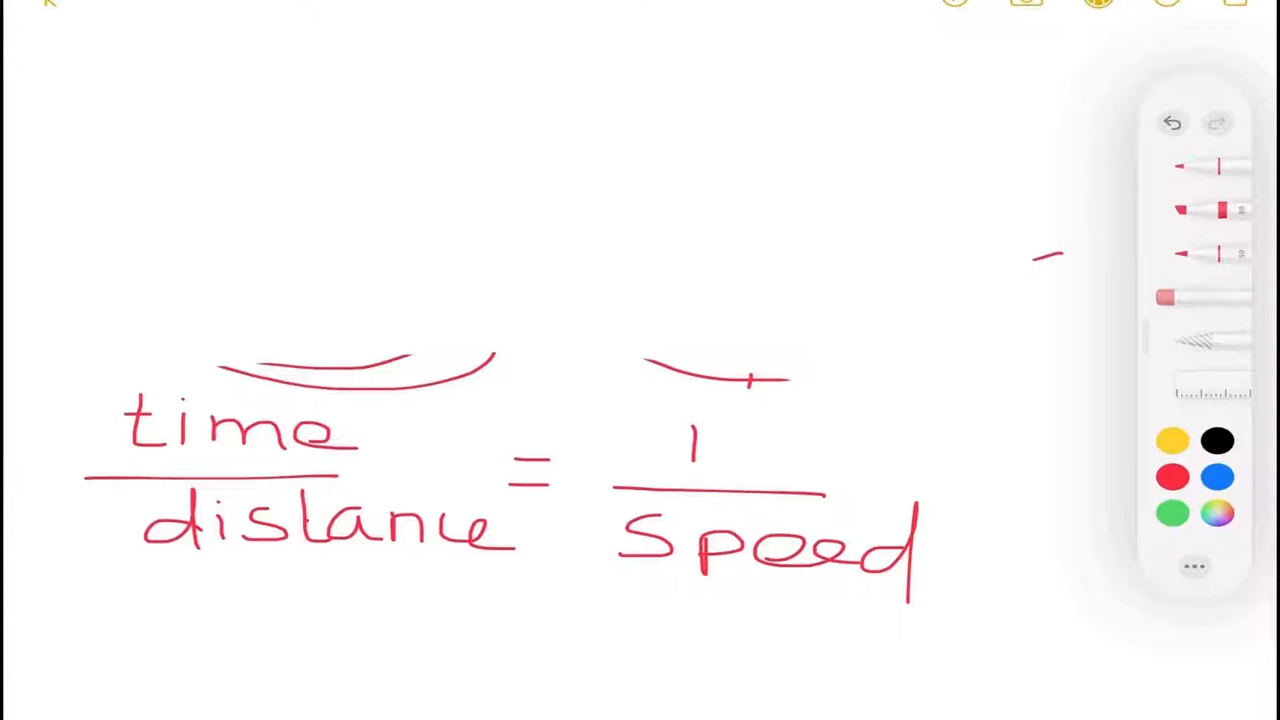 time = 1
distance speed